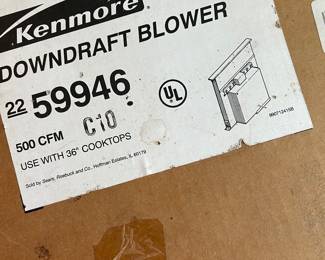 Kenmore
DOWNDRAFT BLOWER
22 59946
UL
500 CFM C10
USE WITH 36" COOKTOPS
Sold by Sears, Roebuck and Co., Hoffman Estates, IL 60179